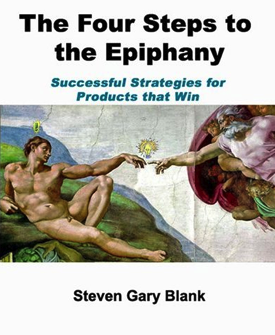 The Four Steps to
the Epiphany
Successful Strategies for
Products that Win
Steven Gary Blank